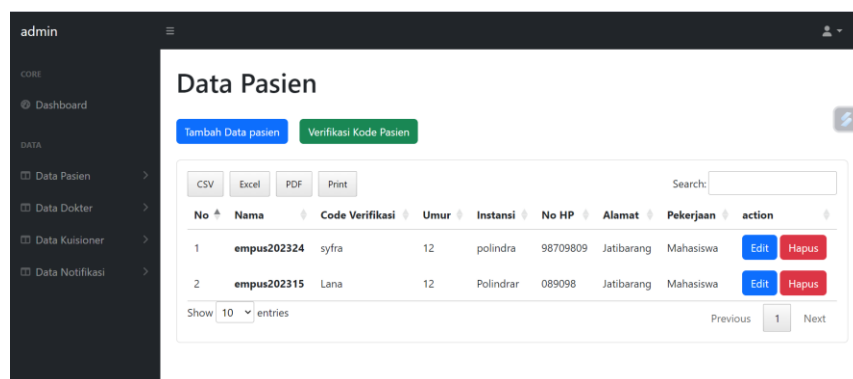 admin
CORE
Dashboard
DATA
Data Pasien
Data Dokter
Data Kuisioner
Data Notifikasi
Data Pasien
Tambah Data pasien Verifikasi Kode Pasien
CSV Excel PDF Print Search:
No Nama Code Verifikasi Umur Instansi No HP Alamat Pekerjaan action
1 empus202324 syfra 12 polindra 98709809 Jatibarang Mahasiswa Edit Hapus
2 empus202315 Lana 12 Polindrar 089098 Jatibarang Mahasiswa Edit Hapus
Show 10 entries
Previous 1 Next